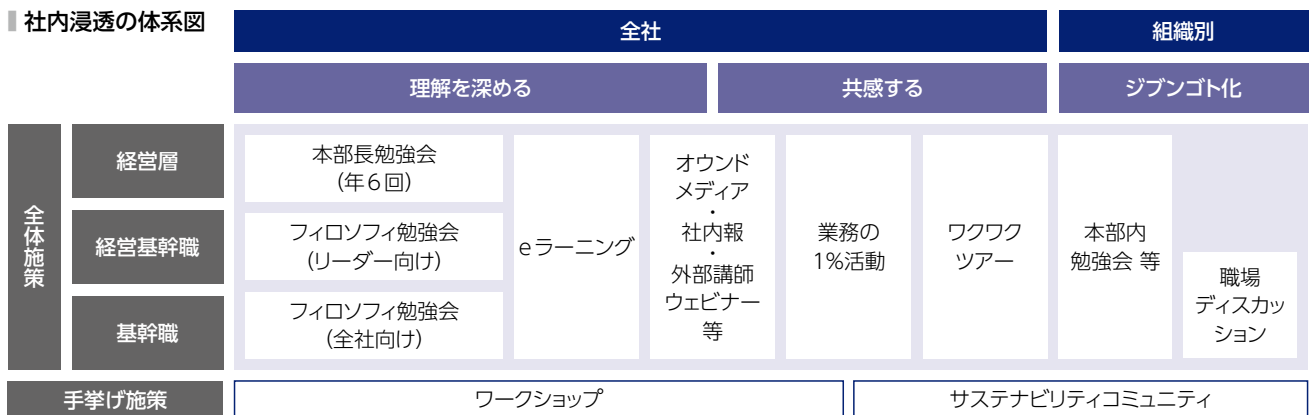 社内浸透の体系図
全社
組織別
理解を深める
共感する
ジブンゴト化
全体施策
経営層
経営基幹職
基幹職
本部長勉強会
(年6回)
フィロソフィ勉強会
(リーダー向け)
フィロソフィ勉強会
(全社向け)
eラーニング
オウンド
メディア
・
社内報
・
外部講師
ウェビナー
等
業務の
1%活動
ワクワク
ツアー
本部内
勉強会 等
職場
ディスカッ
ション
手挙げ施策
ワークショップ
サステナビリティコミュニティ